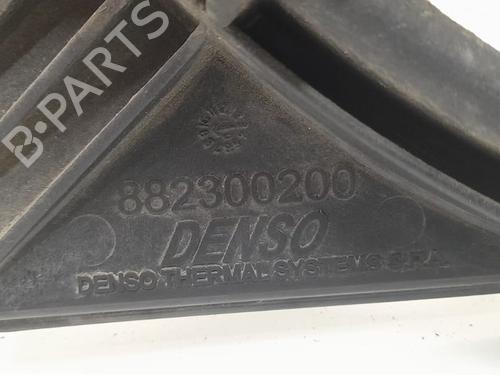 B-PARTS
882300200
DENSO
DENSO THERMAL SYSTEMS S.P.A.